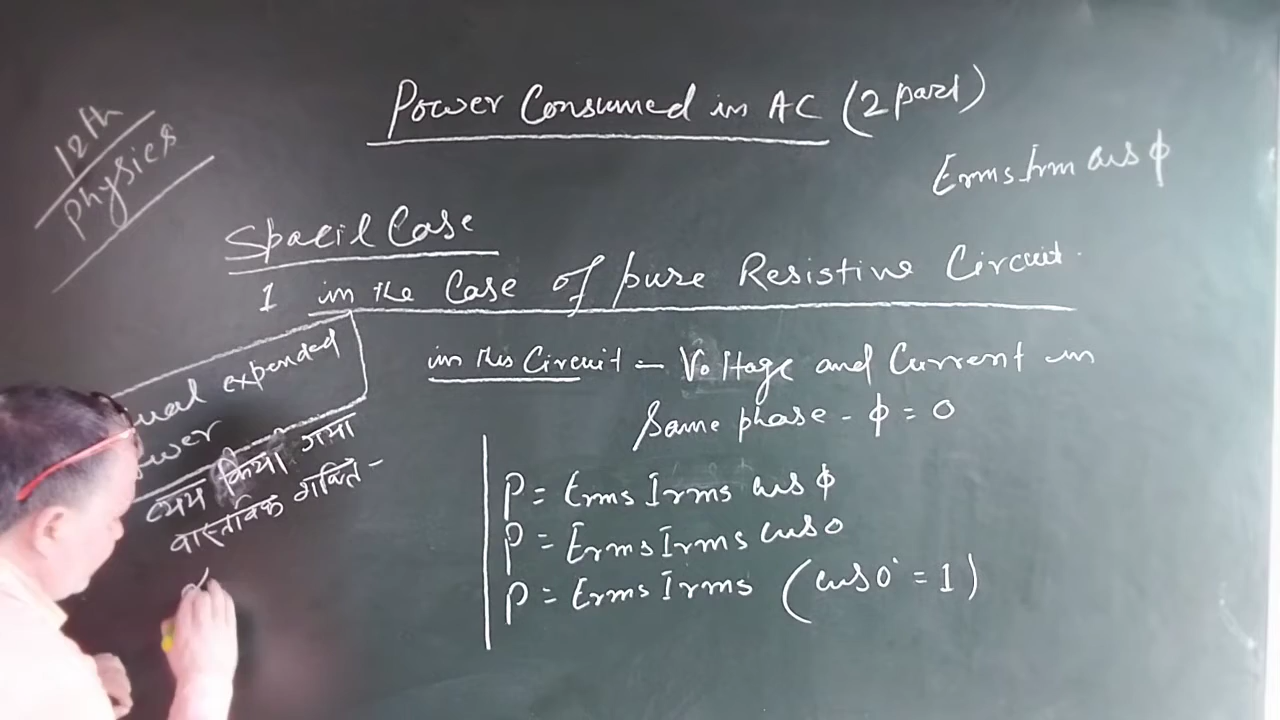 12th
Physics
Power Consumed in AC (2 part)
Erms Irm cos ϕ
Spacil Case
1 in the Case of pure Resistive Circuit.
in this Circuit - Voltage and Current in
Same phase - ϕ = 0
P = Erms Irms cos ϕ
P = Erms Irms cos 0
P = Erms Irms (cos 0° = 1)
ual expended
wer
व्यय किया गया
वास्तविक शक्ति -